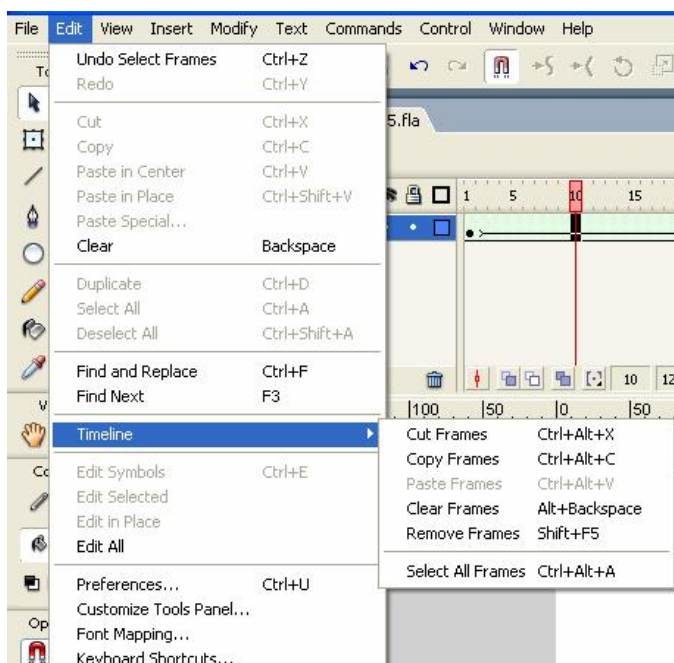 File Edit View Insert Modify Text Commands Control Window Help
Undo Select Frames Ctrl+Z
Redo Ctrl+Y
Cut Ctrl+X
Copy Ctrl+C
Paste in Center Ctrl+V
Paste in Place Ctrl+Shift+V
Paste Special...
Clear Backspace
Duplicate Ctrl+D
Select All Ctrl+A
Deselect All Ctrl+Shift+A
Find and Replace Ctrl+F
Find Next F3
Timeline
Edit Symbols Ctrl+E
Edit Selected
Edit in Place
Edit All
Preferences... Ctrl+U
Customize Tools Panel...
Font Mapping...
Keyboard Shortcuts...
5.fla
1 5 10 15
10 12
100 50 0 50
Cut Frames Ctrl+Alt+X
Copy Frames Ctrl+Alt+C
Paste Frames Ctrl+Alt+V
Clear Frames Alt+Backspace
Remove Frames Shift+F5
Select All Frames Ctrl+Alt+A
To
V
Co
Op